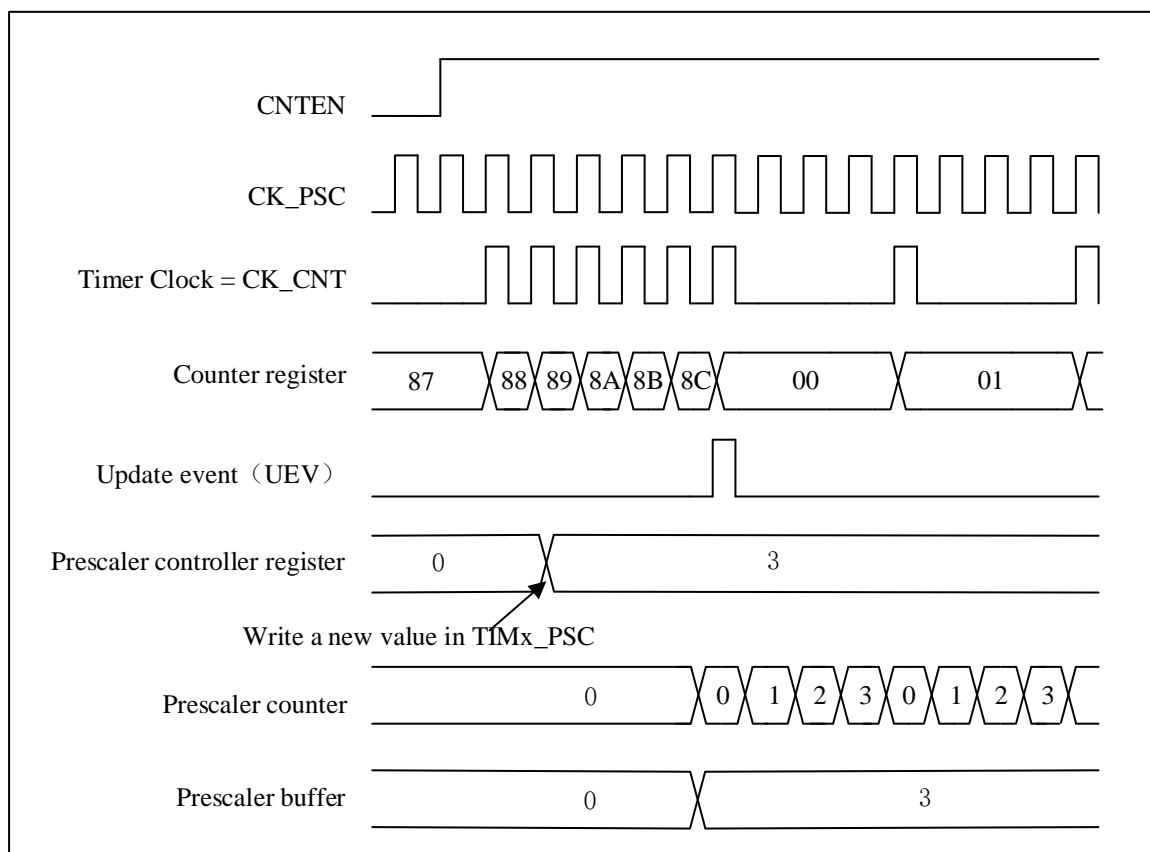 CNTEN
CK_PSC
Timer Clock = CK_CNT
Counter register
87 88 89 8A 8B 8C 00 01
Update event（UEV）
Prescaler controller register
0 3
Write a new value in TIMx_PSC
Prescaler counter
0 0 1 2 3 0 1 2 3
Prescaler buffer
0 3